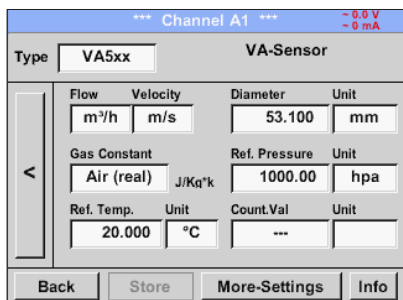 *** Channel A1 ***
~ 0.0 V
~ 0 mA
Type VA5xx VA-Sensor
Flow Velocity Diameter Unit
m³/h m/s 53.100 mm
Gas Constant Ref. Pressure Unit
< Air (real) J/Kg*k 1000.00 hpa
Ref. Temp. Unit Count.Val Unit
20.000 °C ---
Back Store More-Settings Info